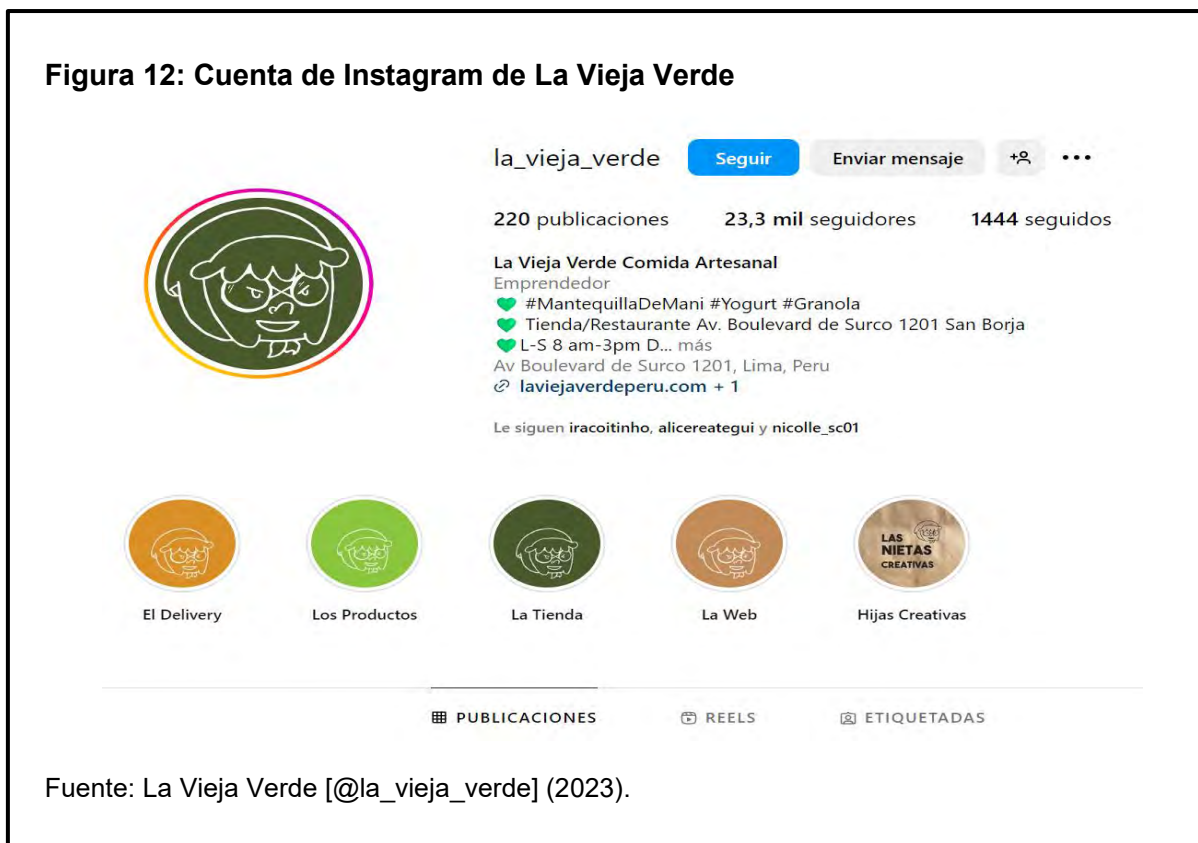 Figura 12: Cuenta de Instagram de La Vieja Verde
la_vieja_verde Seguir Enviar mensaje
220 publicaciones 23,3 mil seguidores 1444 seguidos
La Vieja Verde Comida Artesanal
Emprendedor
💚 #MantequillaDeMani #Yogurt #Granola
💚 Tienda/Restaurante Av. Boulevard de Surco 1201 San Borja
💚L-S 8 am-3pm D... más
Av Boulevard de Surco 1201, Lima, Peru
laviejaverdeperu.com + 1
Le siguen iracoitinho, alicereategui y nicolle_sc01
LAS
NIETAS
CREATIVAS
El Delivery Los Productos La Tienda La Web Hijas Creativas
PUBLICACIONES REELS ETIQUETADAS
Fuente: La Vieja Verde [@la_vieja_verde] (2023).